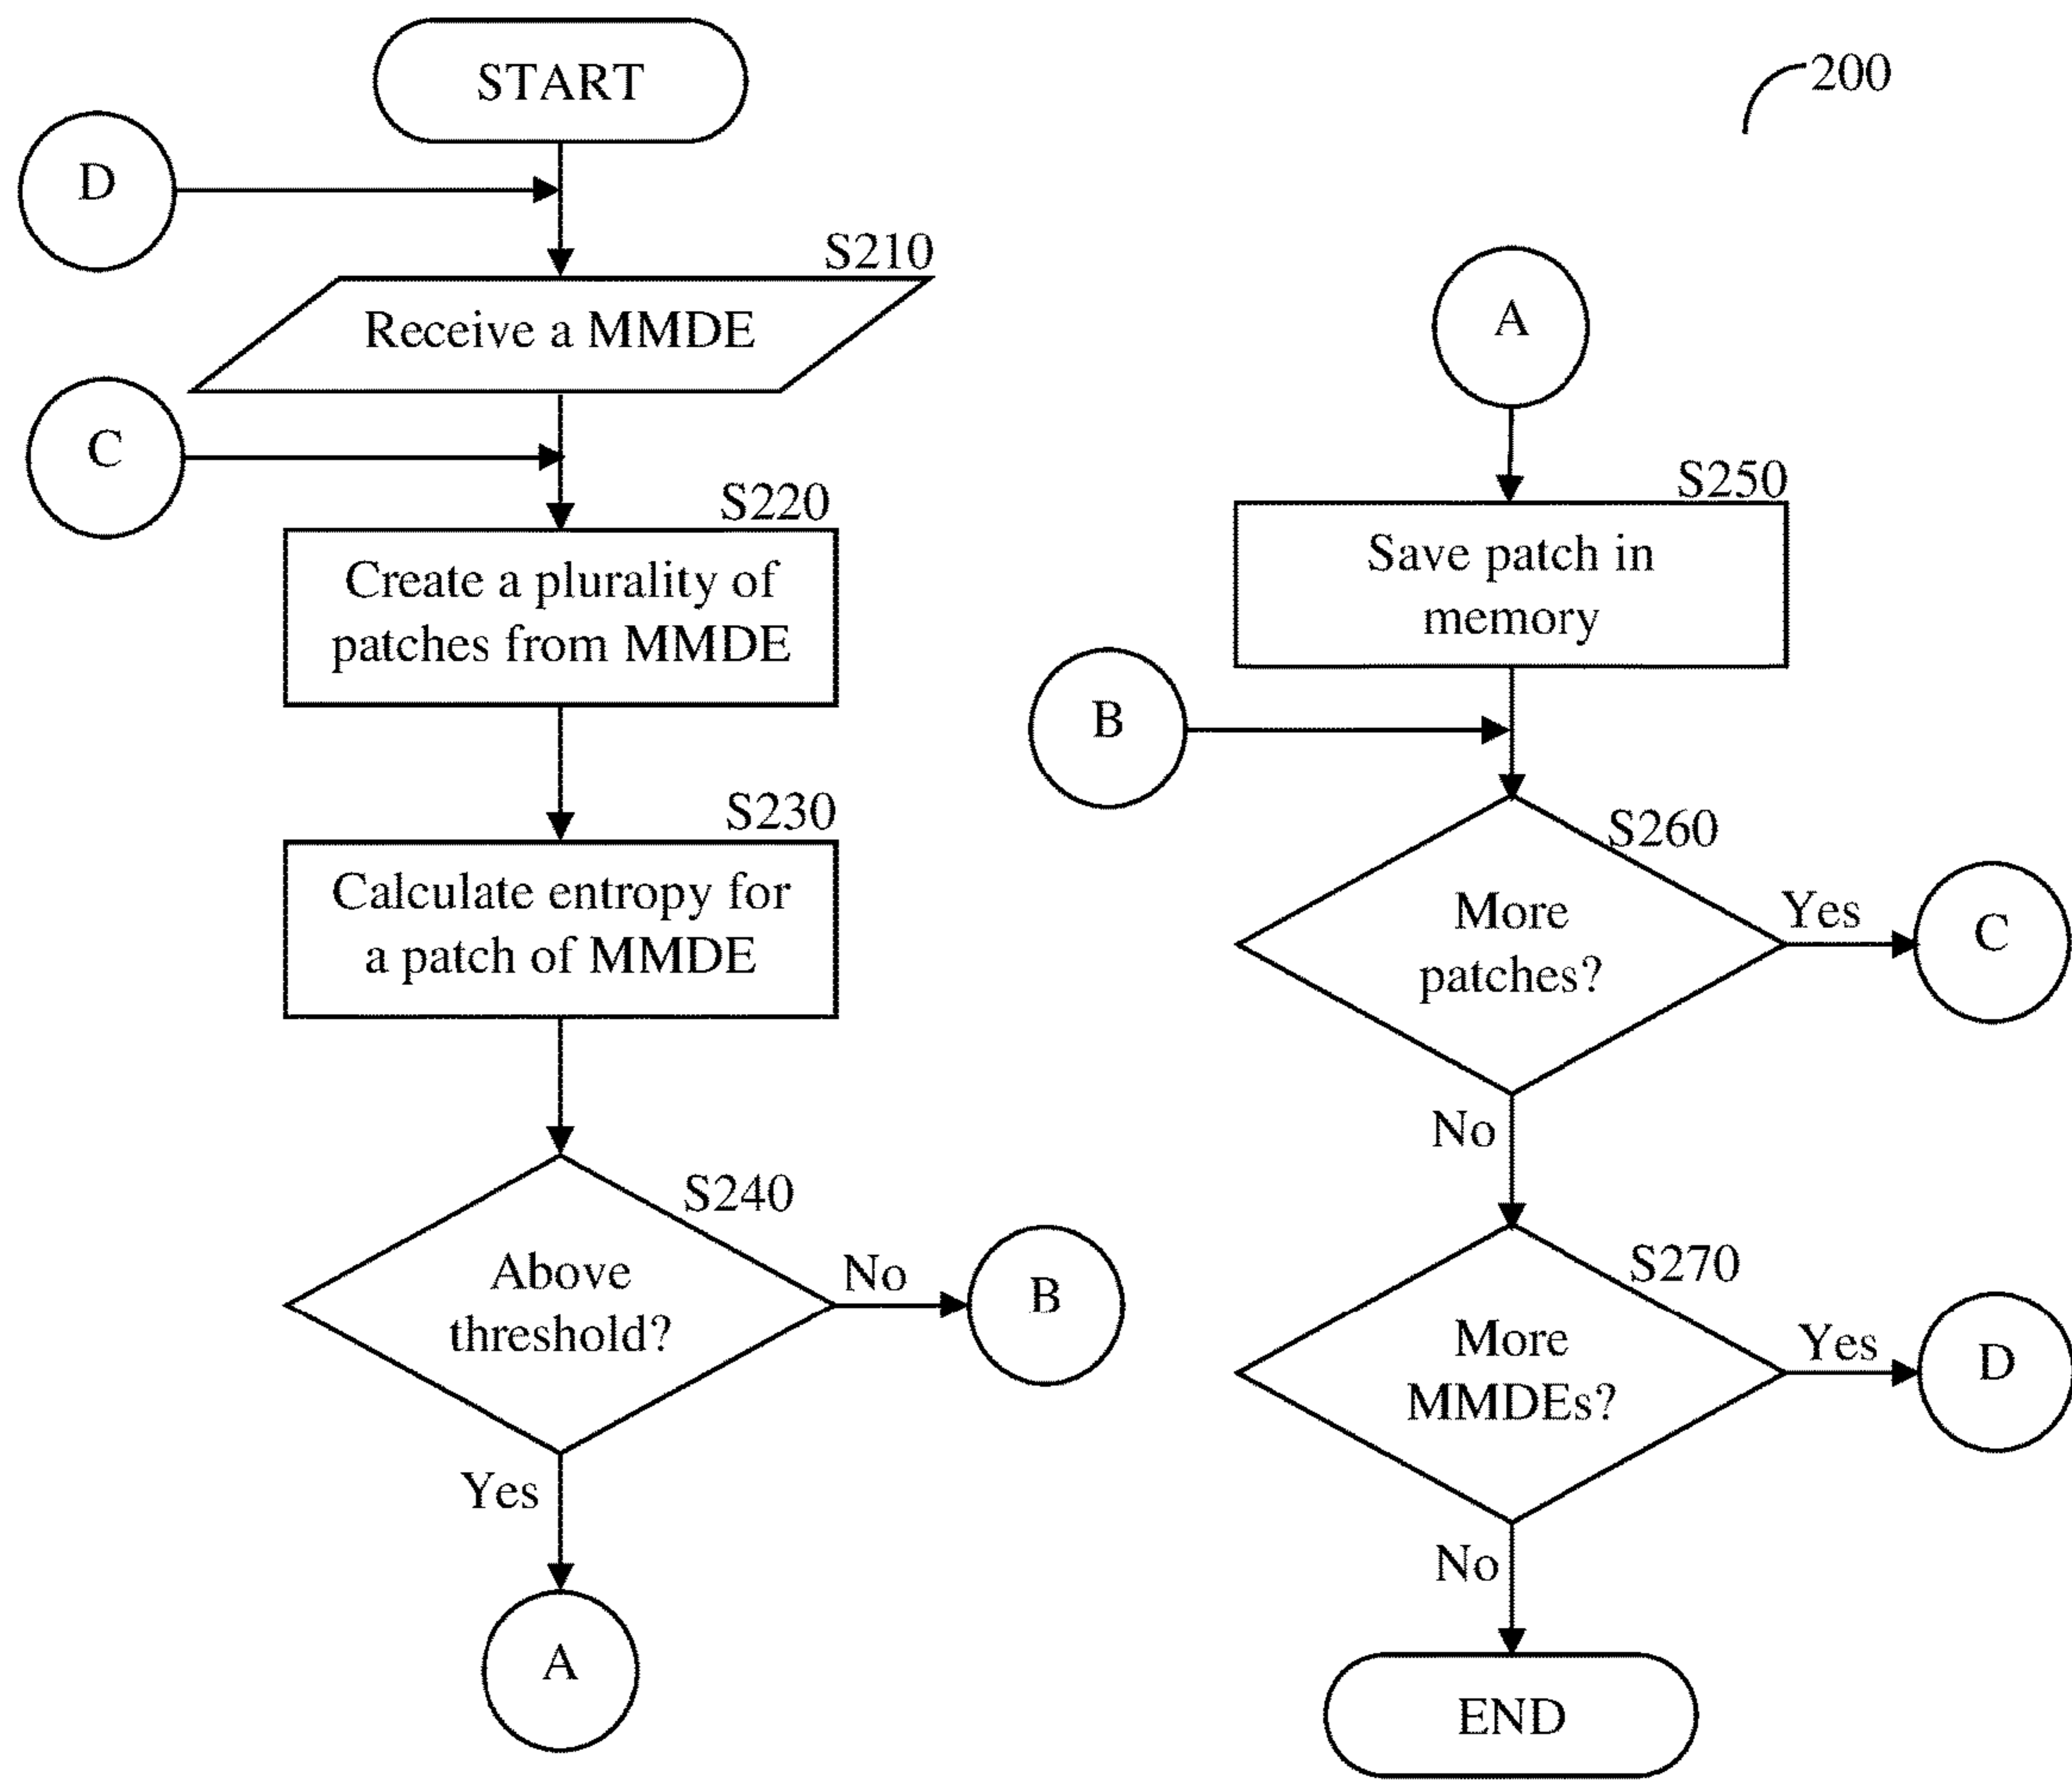 START
200
D
S210
Receive a MMDE
C
S220
Create a plurality of
patches from MMDE
S230
Calculate entropy for
a patch of MMDE
S240
Above
threshold?
No
B
Yes
A
A
S250
Save patch in
memory
B
S260
More
patches?
Yes
C
No
S270
More
MMDEs?
Yes
D
No
END